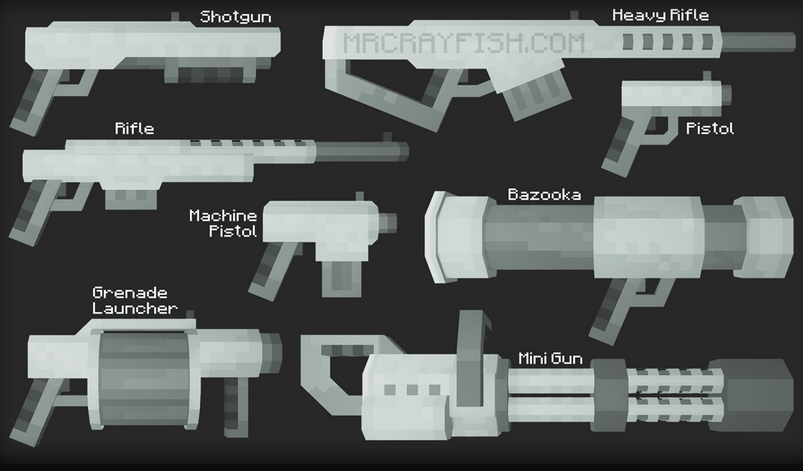 Shotgun
Heavy Rifle
MRCRAYFISH.COM
Rifle
Pistol
Machine
Pistol
Bazooka
Grenade
Launcher
Mini Gun